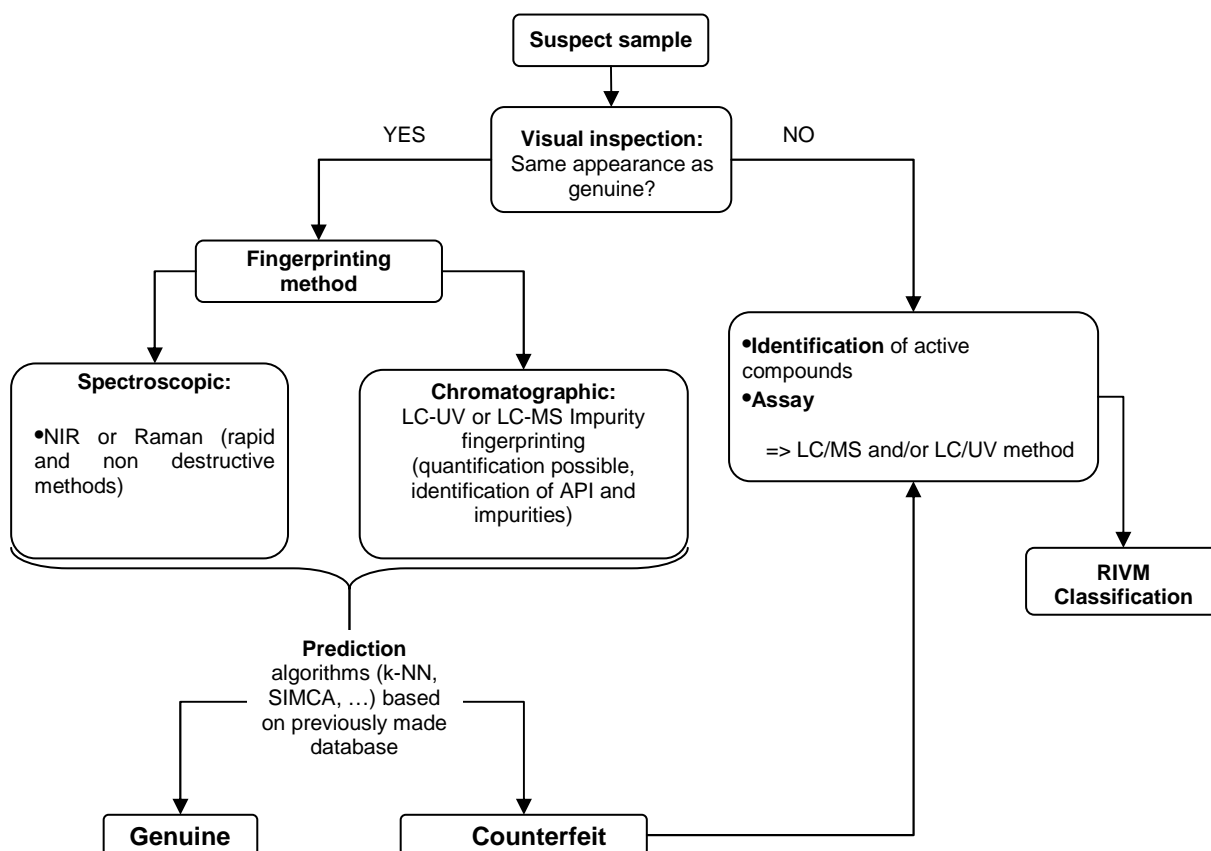 Suspect sample
YES
Visual inspection:
Same appearance as
genuine?
NO
Fingerprinting
method
Spectroscopic:
•NIR or Raman (rapid
and non destructive
methods)
Chromatographic:
LC-UV or LC-MS Impurity
fingerprinting
(quantification possible,
identification of API and
impurities)
•Identification of active
compounds
•Assay
=> LC/MS and/or LC/UV method
RIVM
Classification
Prediction
algorithms (k-NN,
SIMCA, …) based
on previously made
database
Genuine
Counterfeit